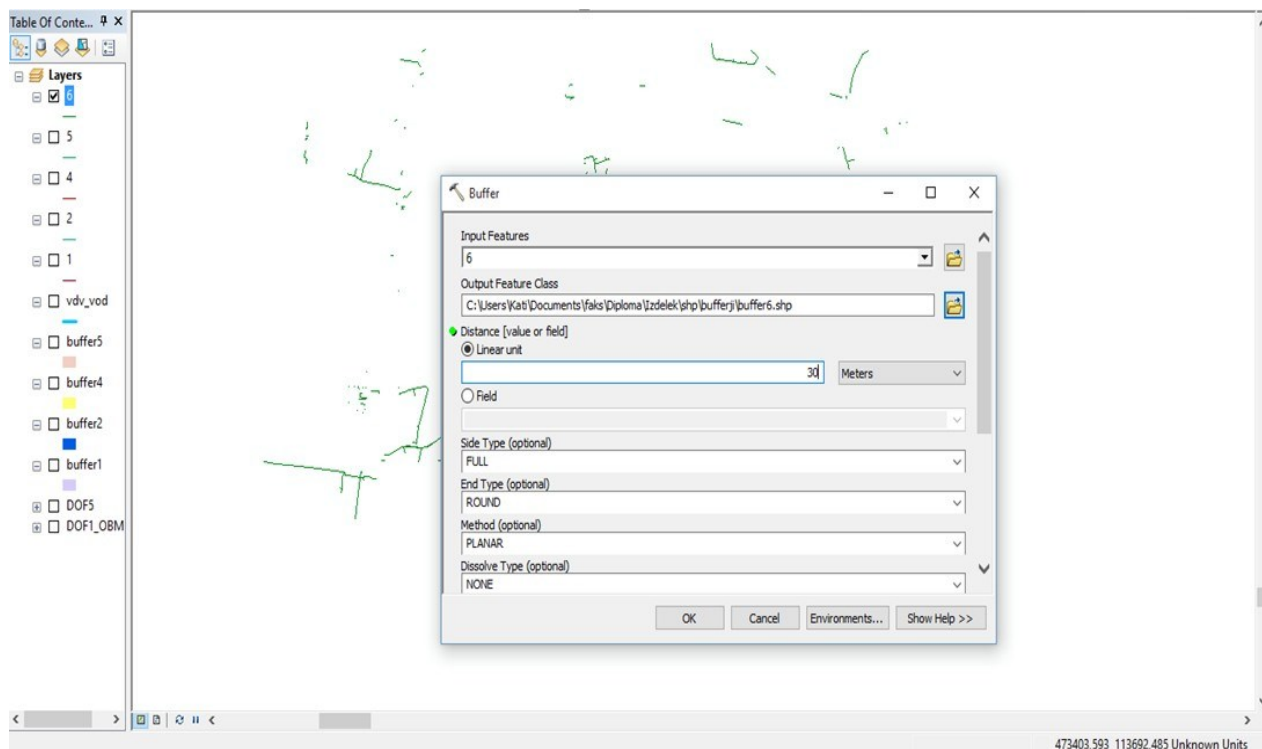 Table Of Conte...
Layers
6
5
4
2
1
vdv_vod
buffer5
buffer4
buffer2
buffer1
DOF5
DOF1_OBM
Buffer
Input Features
6
Output Feature Class
C:\Users\Kati\Documents\faks\Diploma\Izdelek\shp\bufferji\buffer6.shp
Distance [value or field]
Linear unit
30 Meters
Field
Side Type (optional)
FULL
End Type (optional)
ROUND
Method (optional)
PLANAR
Dissolve Type (optional)
NONE
OK Cancel Environments... Show Help >>
473403.593 113692.485 Unknown Units